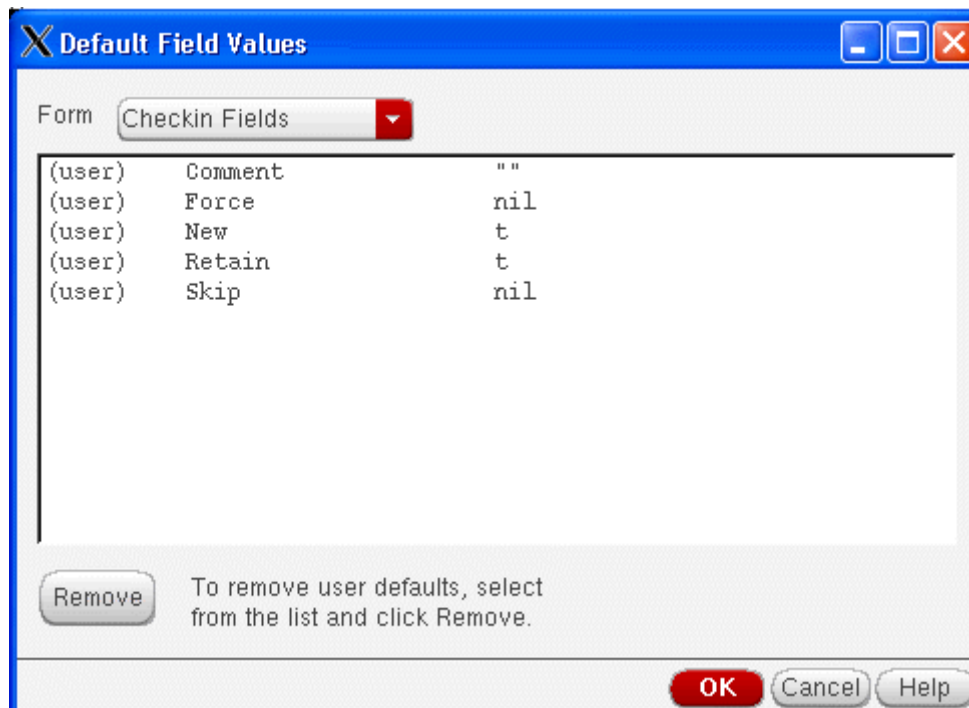 X Default Field Values
Form Checkin Fields
(user) Comment ""
(user) Force nil
(user) New t
(user) Retain t
(user) Skip nil
Remove To remove user defaults, select
from the list and click Remove.
OK Cancel Help